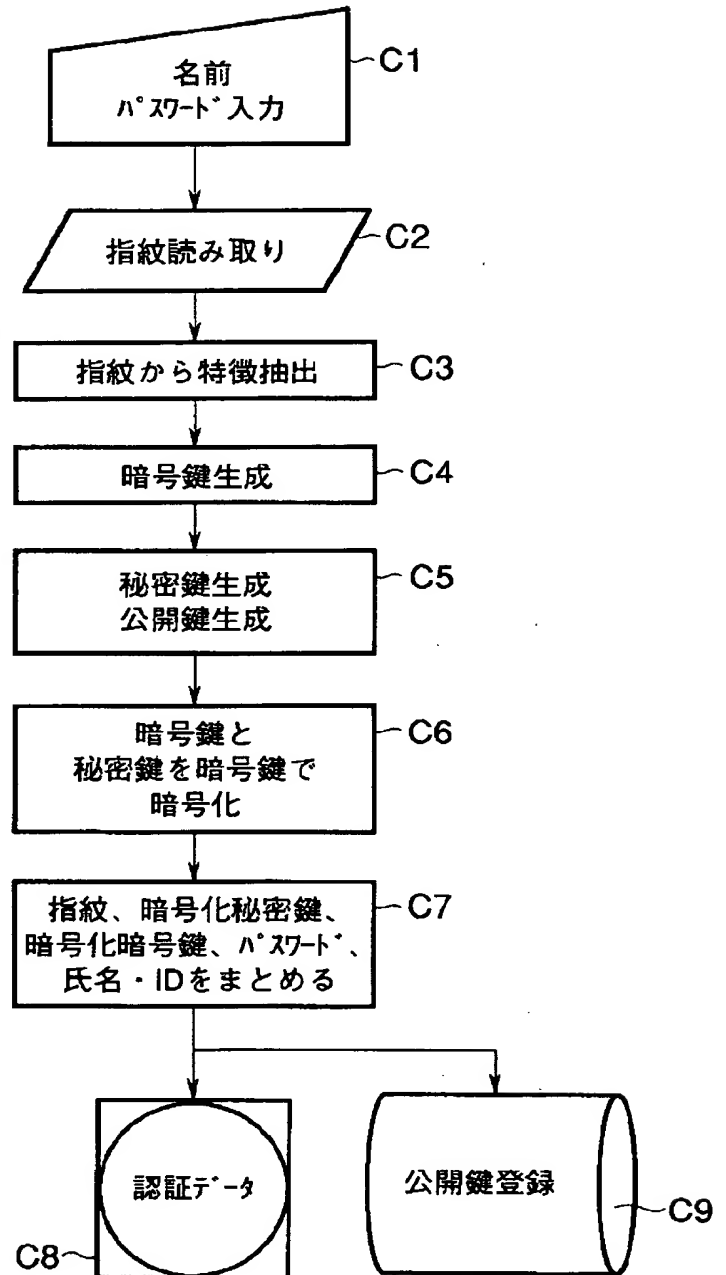 名前
パスワード入力
C1
指紋読み取り
C2
指紋から特徴抽出
C3
暗号鍵生成
C4
秘密鍵生成
公開鍵生成
C5
暗号鍵と
秘密鍵を暗号鍵で
暗号化
C6
指紋、暗号化秘密鍵、
暗号化暗号鍵、パスワード、
氏名・IDをまとめる
C7
認証データ
C8
公開鍵登録
C9